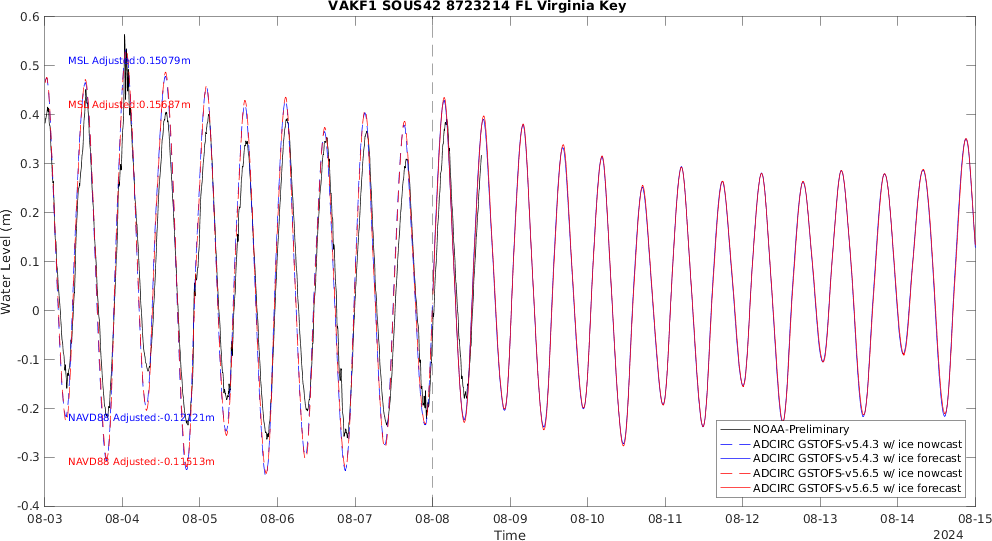 VAKF1 SOUS42 8723214 FL Virginia Key
0.6
0.5
0.4
0.3
0.2
0.1
0
-0.1
-0.2
-0.3
-0.4
Water Level (m)
MSL Adjusted:0.15079m
MSL Adjusted:0.15687m
NAVD88 Adjusted:-0.12121m
NAVD88 Adjusted:-0.11513m
NOAA-Preliminary
ADCIRC GSTOFS-v5.4.3 w/ ice nowcast
ADCIRC GSTOFS-v5.4.3 w/ ice forecast
ADCIRC GSTOFS-v5.6.5 w/ ice nowcast
ADCIRC GSTOFS-v5.6.5 w/ ice forecast
08-03 08-04 08-05 08-06 08-07 08-08 08-09 08-10 08-11 08-12 08-13 08-14 08-15
Time
2024